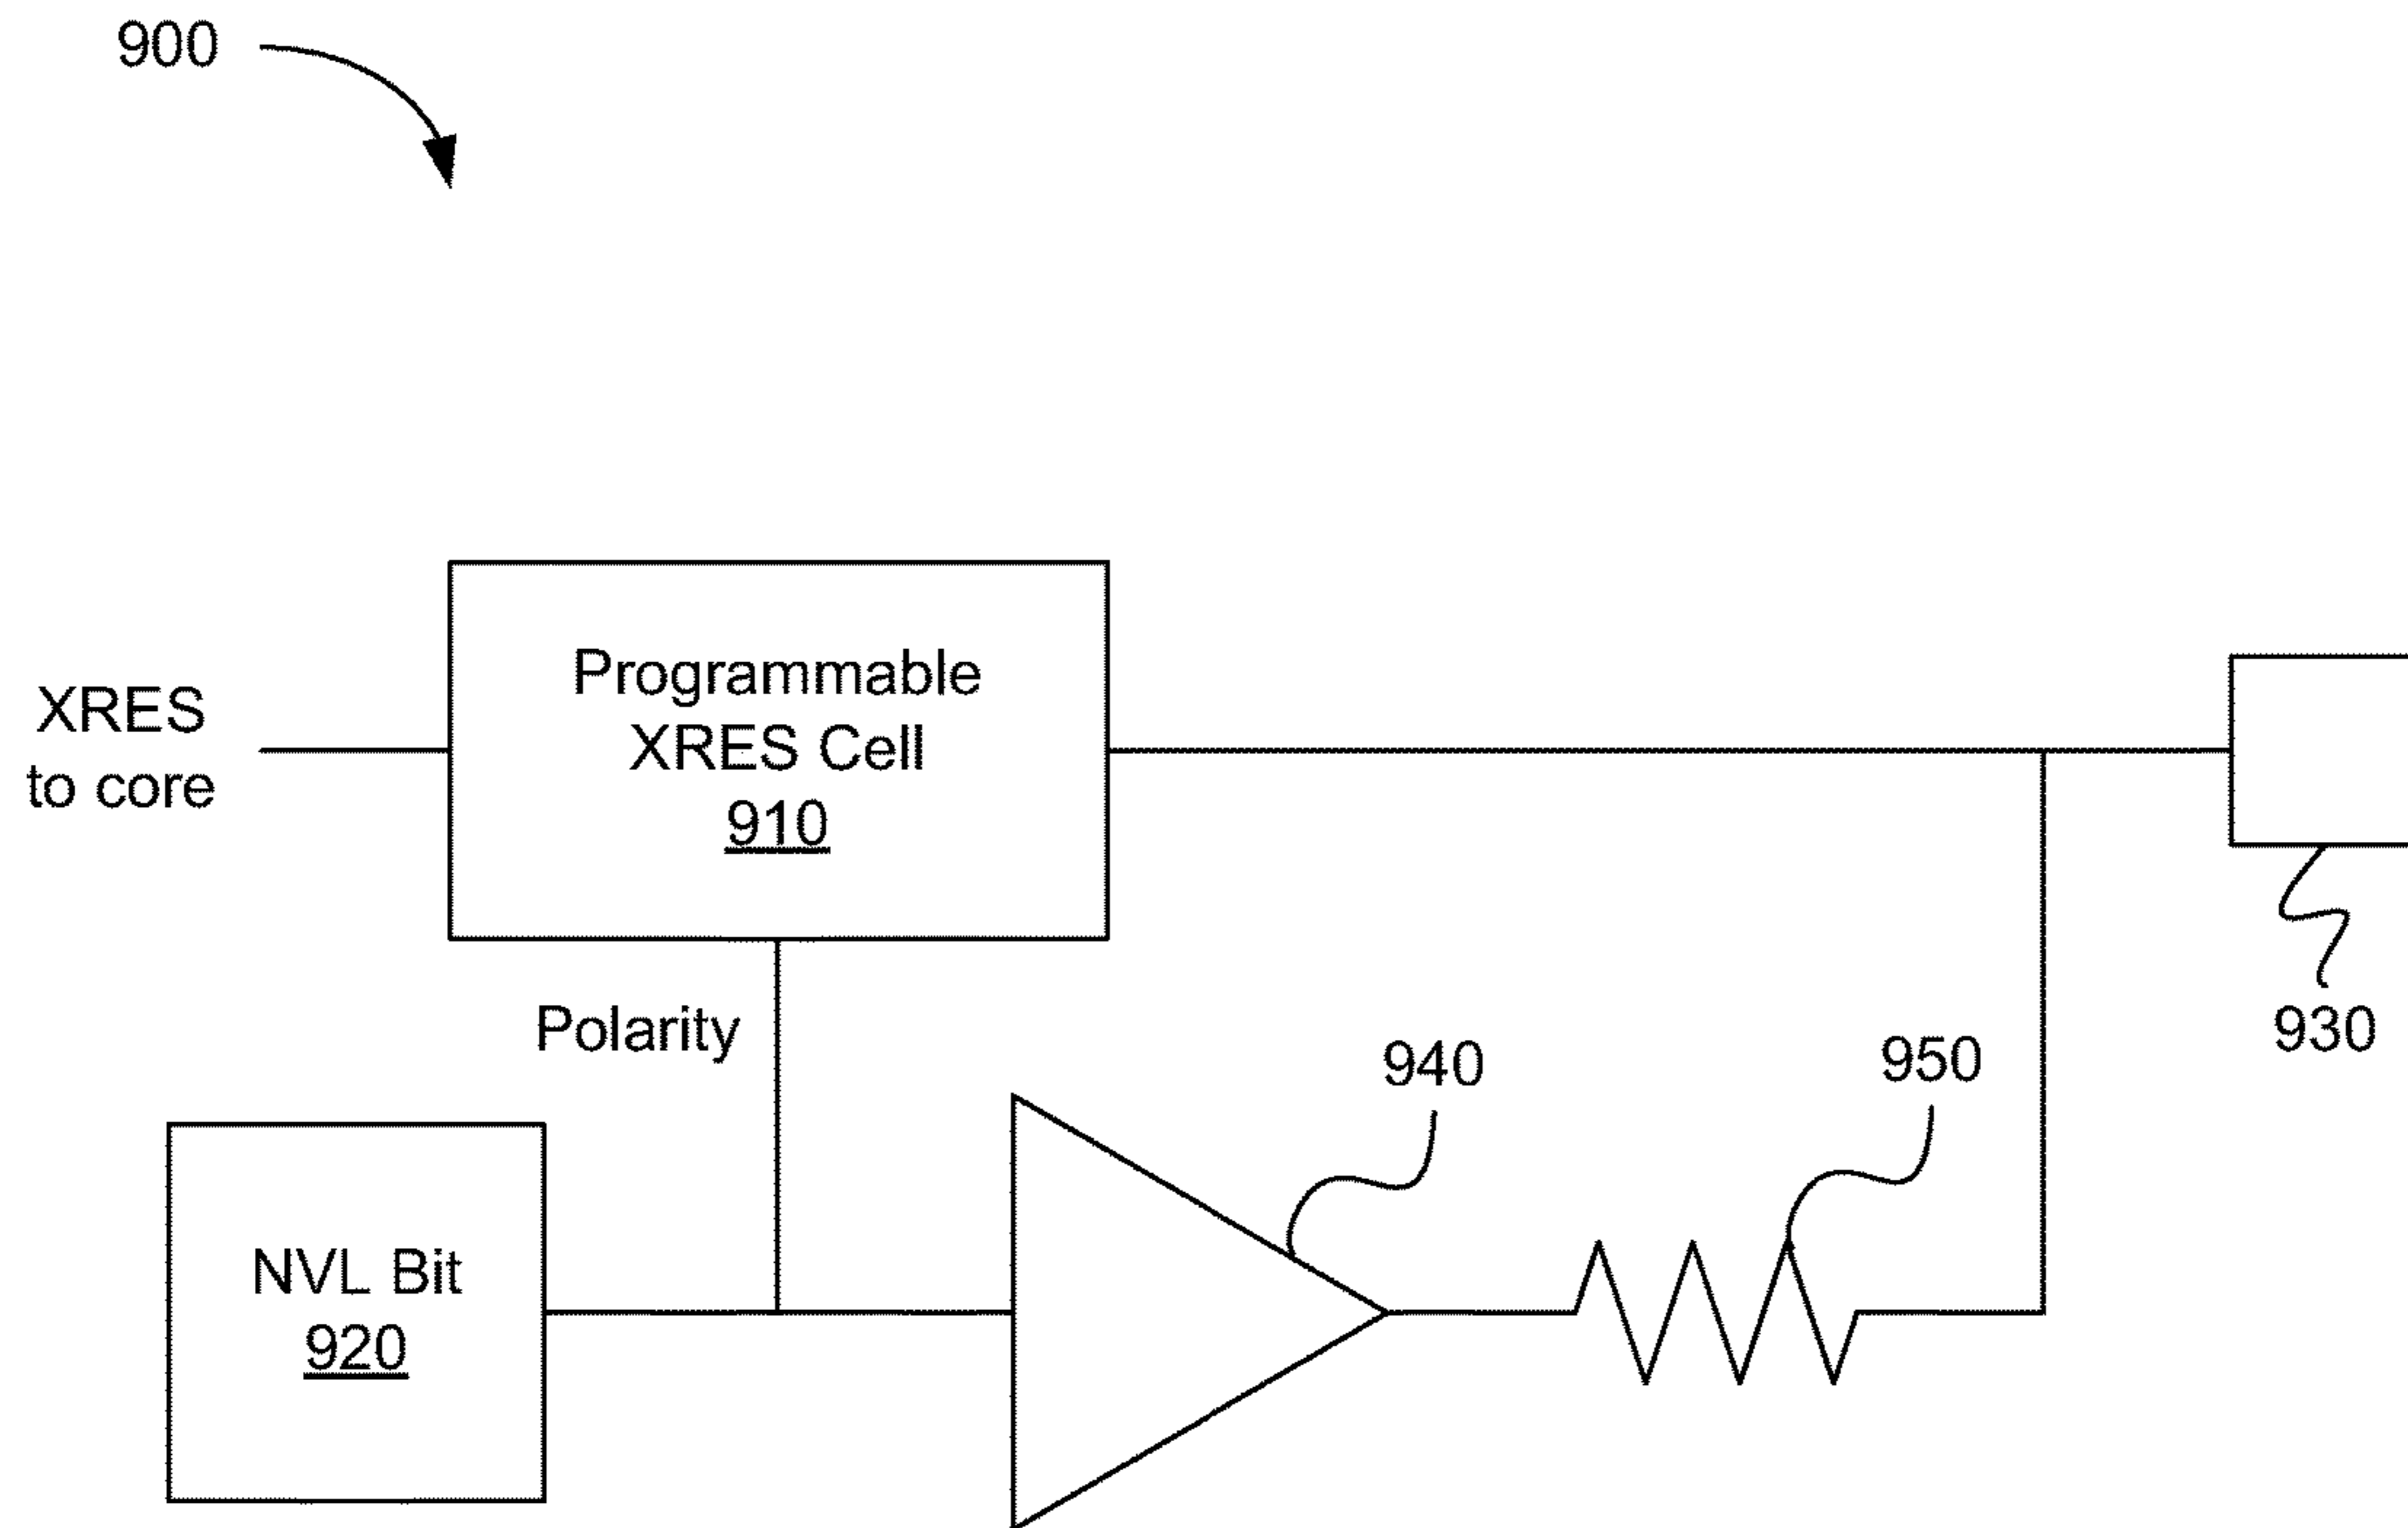 900
Programmable
XRES Cell
910
XRES
to core
930
Polarity
940
950
NVL Bit
920